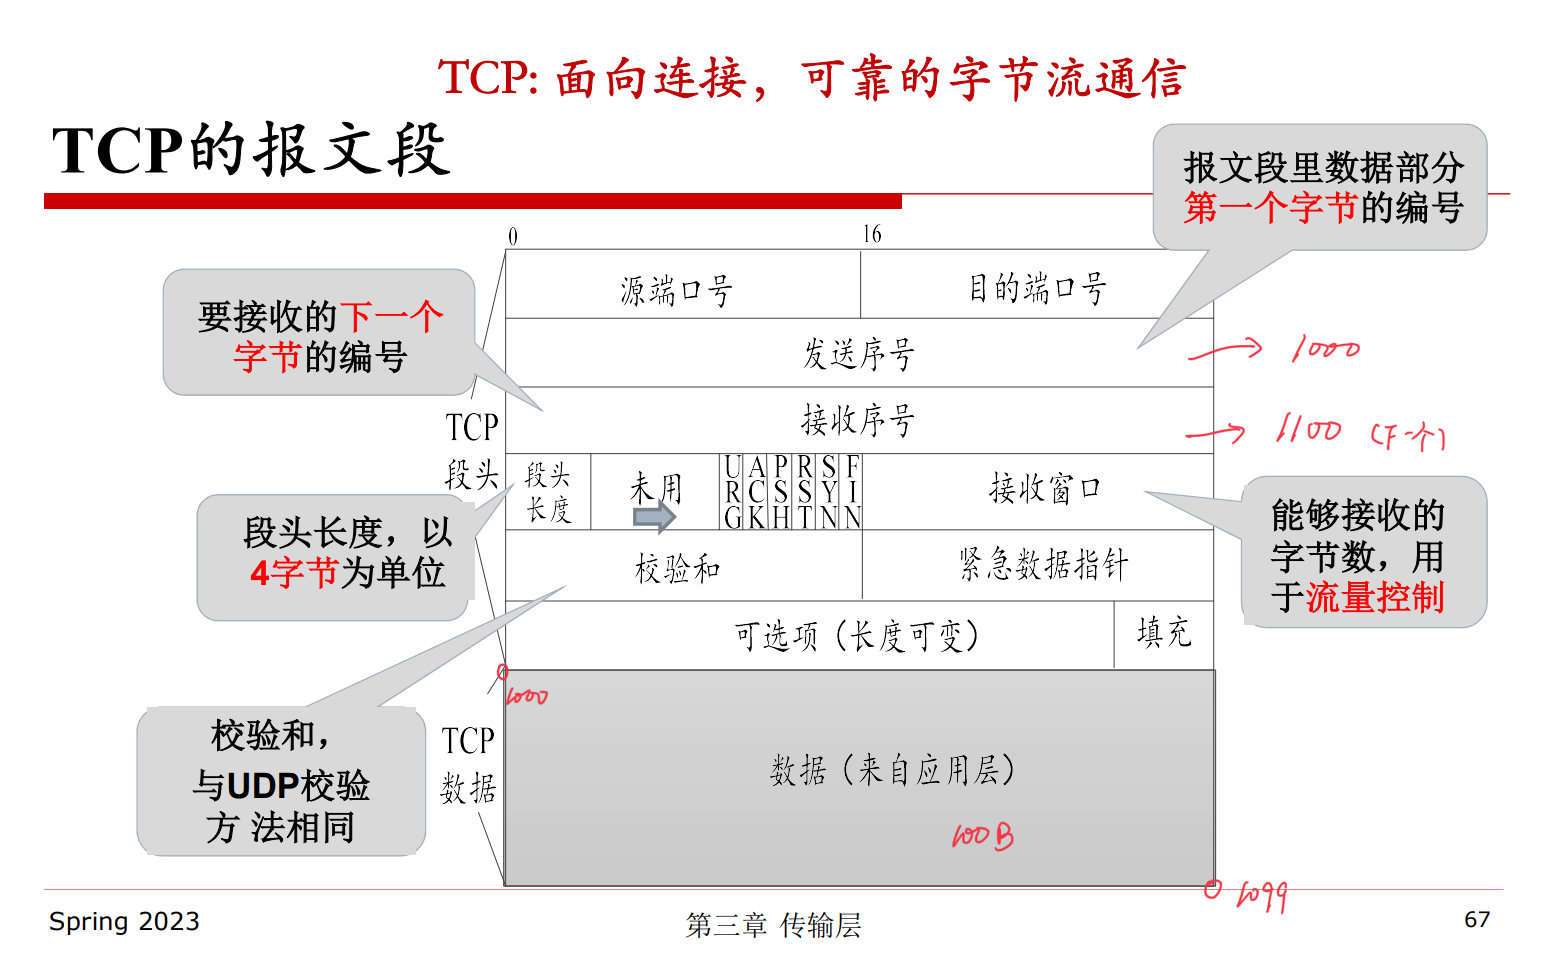 TCP: 面向连接，可靠的字节流通信
TCP的报文段
报文段里数据部分
第一个字节的编号
0
16
要接收的下一个
字节的编号
源端口号
目的端口号
发送序号
1000
接收序号
1100 (下一个)
TCP
段头
段头
长度
未用
URG
ACK
PSH
RST
SYN
FIN
接收窗口
段头长度，以
4字节为单位
能够接收的
字节数，用
于流量控制
校验和
紧急数据指针
可选项（长度可变）
填充
1000
校验和，
与UDP校验
方 法相同
TCP
数据
数据（来自应用层）
100B
1099
Spring 2023
第三章 传输层
67